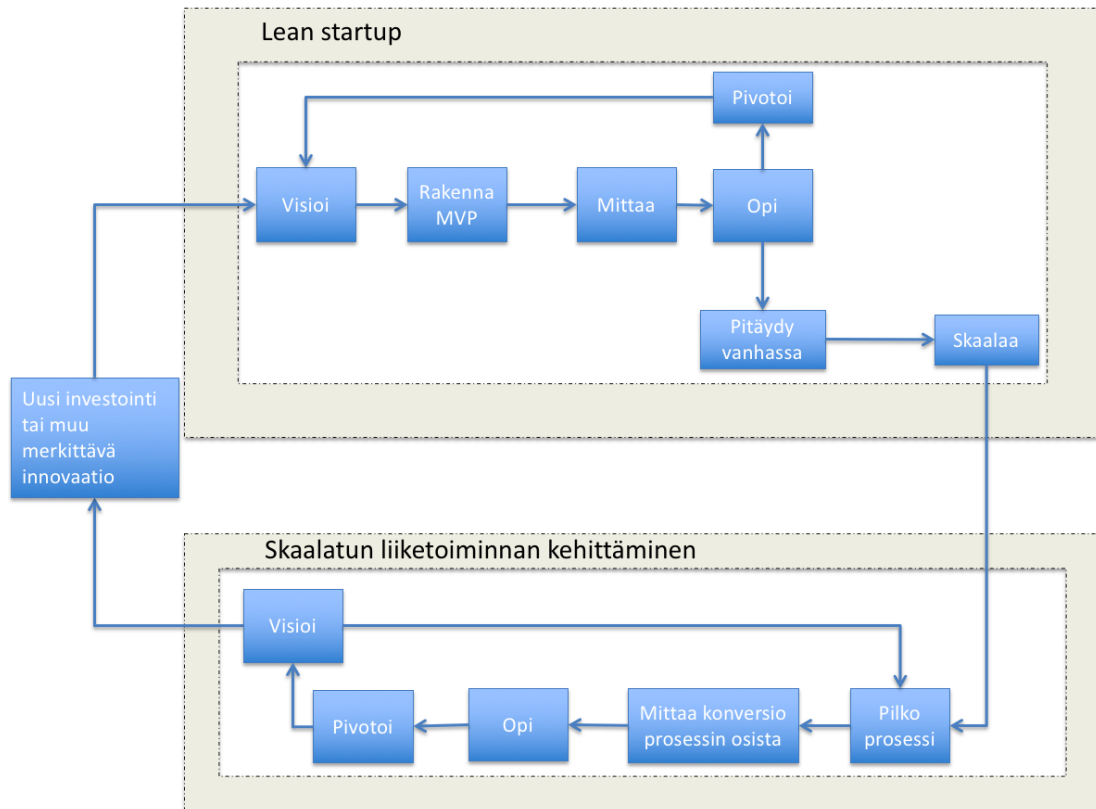 Lean startup
Pivotoi
Visioi
Rakenna
MVP
Mittaa
Opi
Pitäydy
vanhassa
Skaalaa
Uusi investointi
tai muu
merkittävä
innovaatio
Skaalatun liiketoiminnan kehittäminen
Visioi
Pivotoi
Opi
Mittaa konversio
prosessin osista
Pilko
prosessi